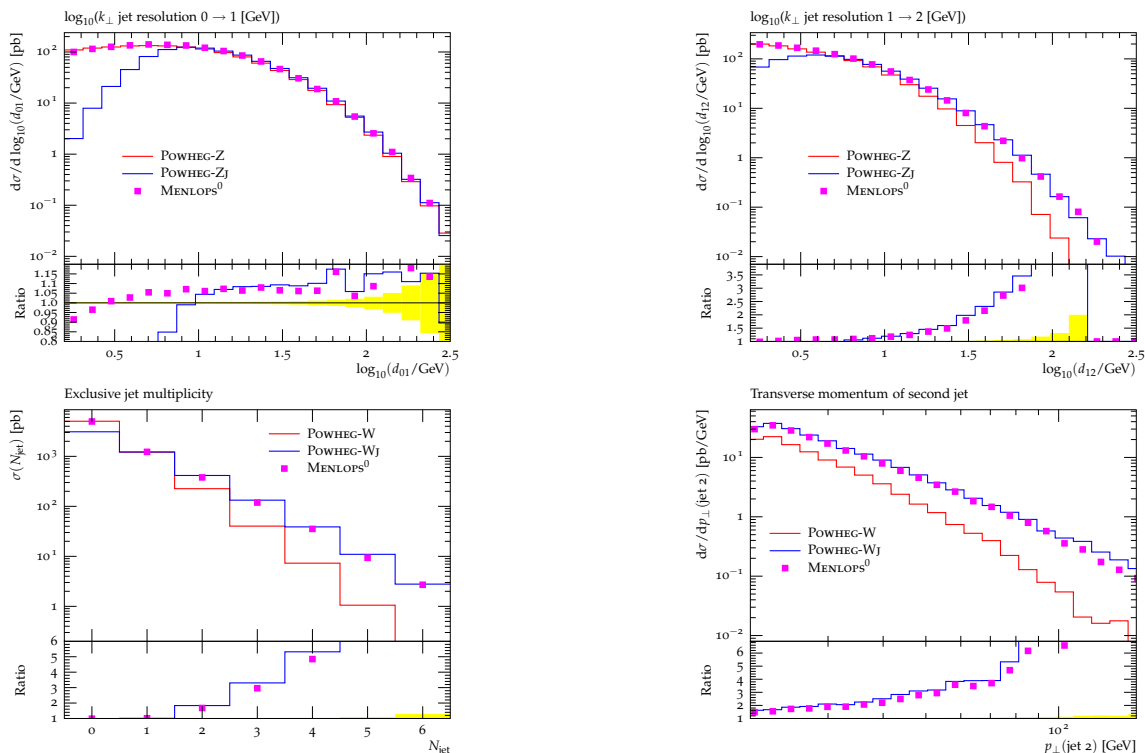 log₁₀(k⊥ jet resolution 0 → 1 [GeV])
dσ/d log₁₀(d₀₁/GeV) [pb]
10²
10¹
1
10⁻¹
10⁻²
POWHEG-Z
POWHEG-ZJ
MENLOPS⁰
Ratio
1.15
1.1
1.05
1.0
0.95
0.9
0.85
0.8
0.5
1
1.5
2
2.5
log₁₀(d₀₁/GeV)
log₁₀(k⊥ jet resolution 1 → 2 [GeV])
dσ/d log₁₀(d₁₂/GeV) [pb]
10²
10¹
1
10⁻¹
10⁻²
POWHEG-Z
POWHEG-ZJ
MENLOPS⁰
Ratio
3.5
3
2.5
2
1.5
1
0.5
1
1.5
2
2.5
log₁₀(d₁₂/GeV)
Exclusive jet multiplicity
σ(N_jet) [pb]
10³
10²
10¹
1
POWHEG-W
POWHEG-WJ
MENLOPS⁰
Ratio
6
5
4
3
2
1
0
1
2
3
4
5
6
N_jet
Transverse momentum of second jet
dσ/dp⊥(jet 2) [pb/GeV]
10¹
1
10⁻¹
10⁻²
POWHEG-W
POWHEG-WJ
MENLOPS⁰
Ratio
6
5
4
3
2
1
10²
p⊥(jet 2) [GeV]